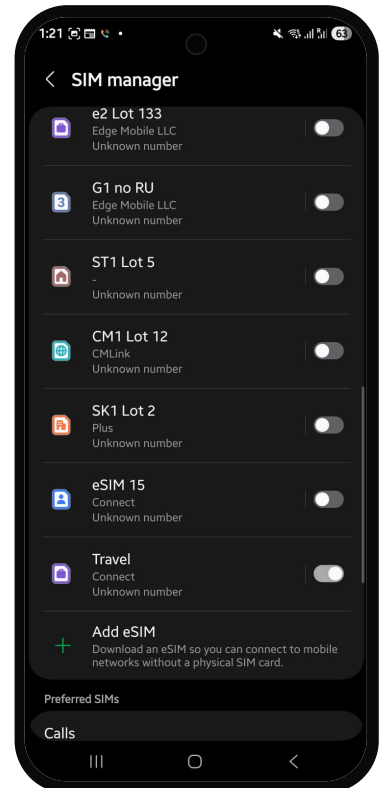 1:21
63
SIM manager
e2 Lot 133
Edge Mobile LLC
Unknown number
3
G1 no RU
Edge Mobile LLC
Unknown number
ST1 Lot 5
-
Unknown number
CM1 Lot 12
CMLink
Unknown number
SK1 Lot 2
Plus
Unknown number
eSIM 15
Connect
Unknown number
Travel
Connect
Unknown number
Add eSIM
Download an eSIM so you can connect to mobile
networks without a physical SIM card.
Preferred SIMs
Calls